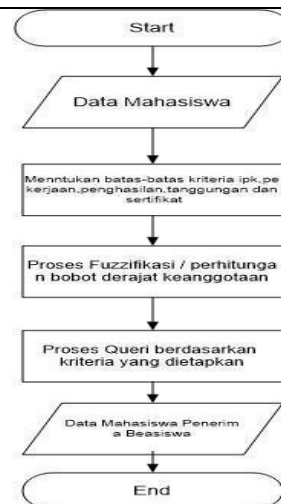 Start
Data Mahasiswa
Menntukan batas-batas kriteria ipk,pe
kerjaan,penghasilan,tanggungan dan
sertifikat
Proses Fuzzifikasi / perhitunga
n bobot derajat keanggotaan
Proses Queri berdasarkan
kriteria yang dietapkan
Data Mahasiswa Penerim
a Beasiswa
End